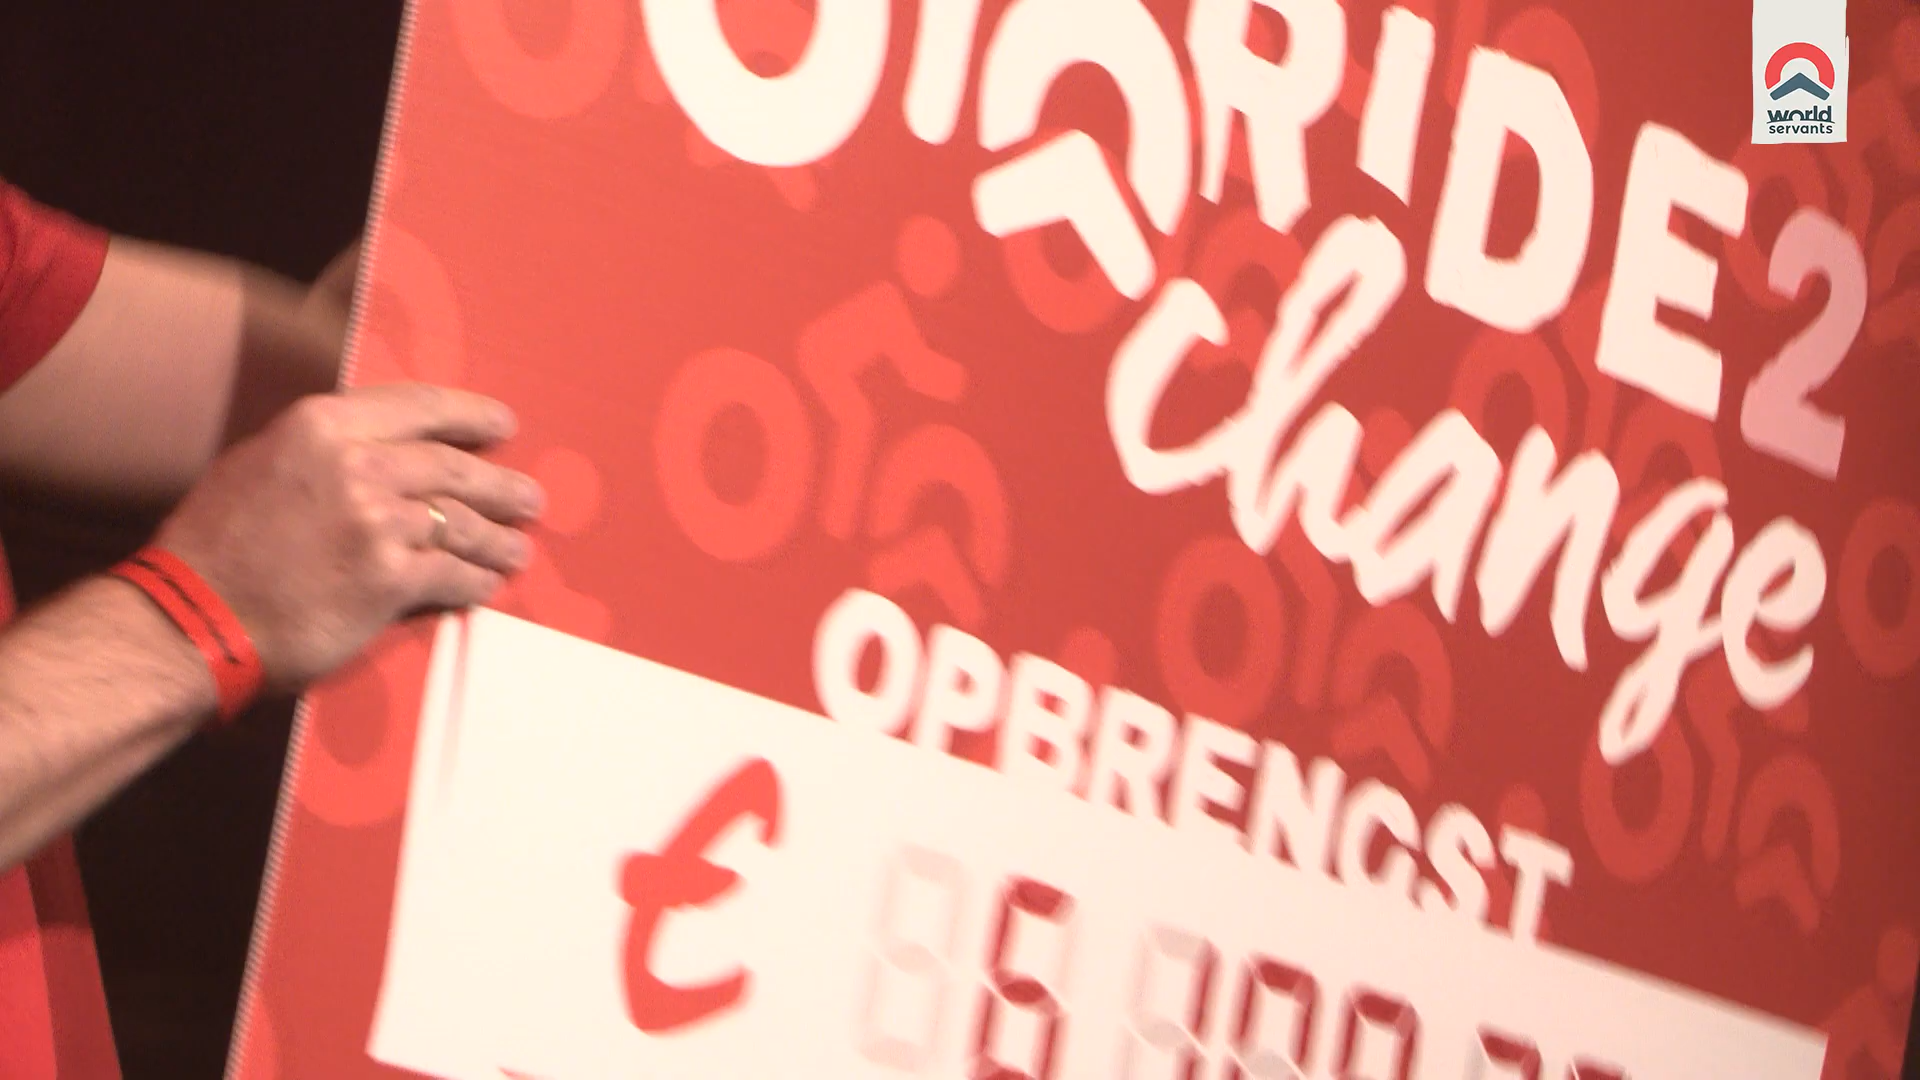 RIDE2
change
OPBRENGST
€
world
servants